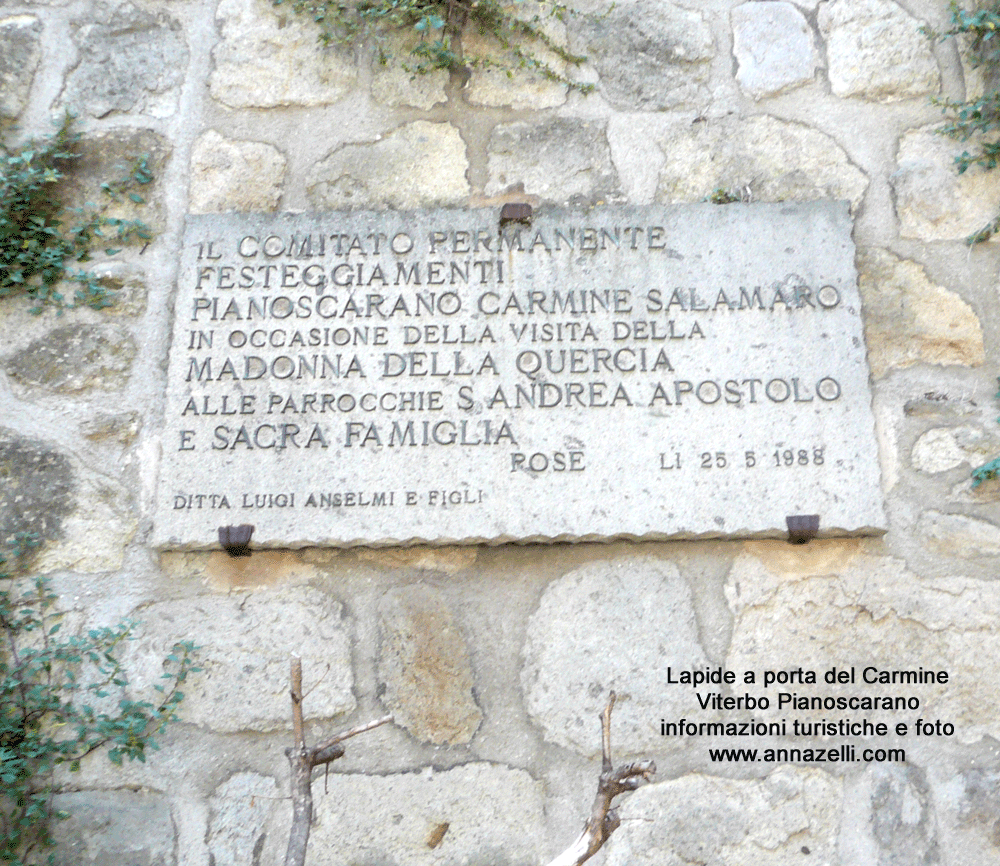 IL COMITATO PERMANENTE
FESTEGGIAMENTI
PIANOSCARANO CARMINE SALAMARO
IN OCCASIONE DELLA VISITA DELLA
MADONNA DELLA QUERCIA
ALLE PARROCCHIE S ANDREA APOSTOLO
E SACRA FAMIGLIA
POSE LI 25 5 1988
DITTA LUIGI ANSELMI E FIGLI
Lapide a porta del Carmine
Viterbo Pianoscarano
informazioni turistiche e foto
www.annazelli.com